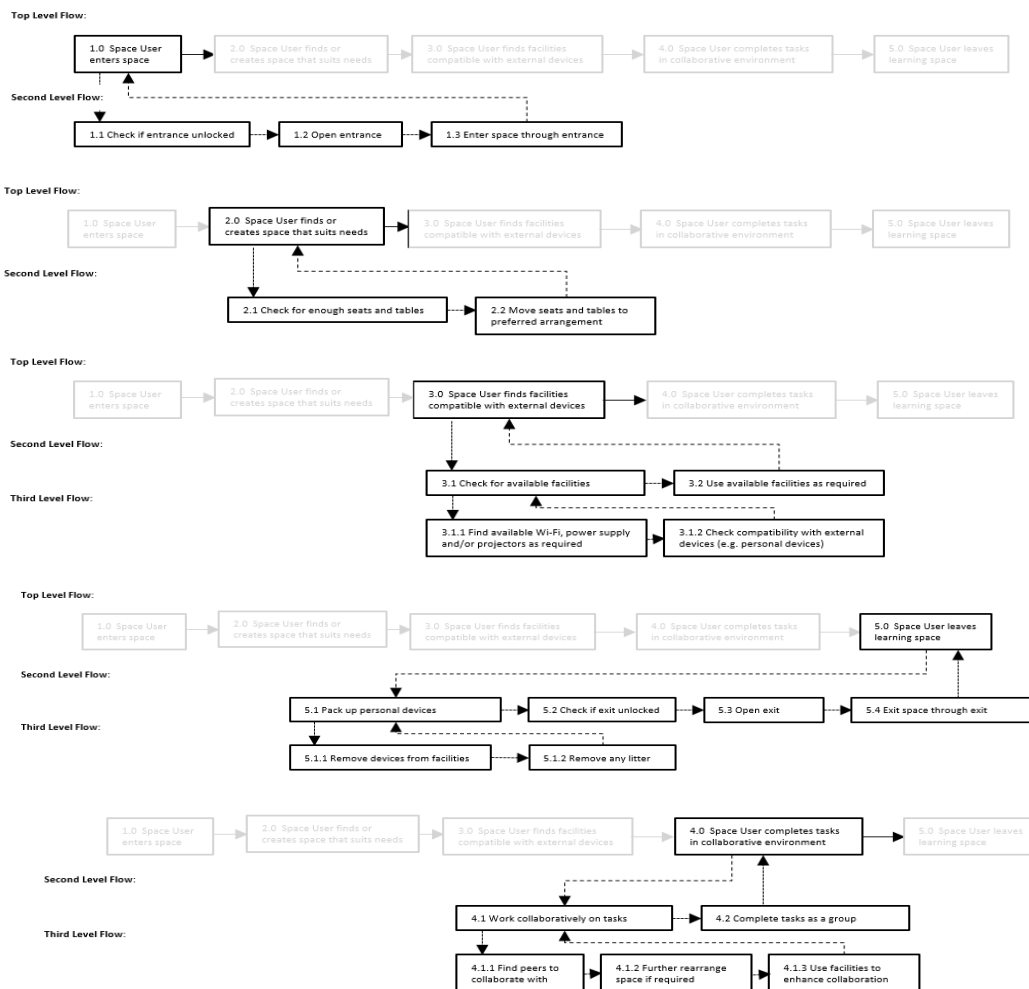 Top Level Flow:
1.0 Space User
enters space
2.0 Space User finds or
creates space that suits needs
3.0 Space User finds facilities
compatible with external devices
4.0 Space User completes tasks
in collaborative environment
5.0 Space User leaves
learning space
Second Level Flow:
1.1 Check if entrance unlocked
1.2 Open entrance
1.3 Enter space through entrance
Top Level Flow:
1.0 Space User
enters space
2.0 Space User finds or
creates space that suits needs
3.0 Space User finds facilities
compatible with external devices
4.0 Space User completes tasks
in collaborative environment
5.0 Space User leaves
learning space
Second Level Flow:
2.1 Check for enough seats and tables
2.2 Move seats and tables to
preferred arrangement
Top Level Flow:
1.0 Space User
enters space
2.0 Space User finds or
creates space that suits needs
3.0 Space User finds facilities
compatible with external devices
4.0 Space User completes tasks
in collaborative environment
5.0 Space User leaves
learning space
Second Level Flow:
3.1 Check for available facilities
3.2 Use available facilities as required
Third Level Flow:
3.1.1 Find available Wi-Fi, power supply
and/or projectors as required
3.1.2 Check compatibility with external
devices (e.g. personal devices)
Top Level Flow:
1.0 Space User
enters space
2.0 Space User finds or
creates space that suits needs
3.0 Space User finds facilities
compatible with external devices
4.0 Space User completes tasks
in collaborative environment
5.0 Space User leaves
learning space
Second Level Flow:
5.1 Pack up personal devices
5.2 Check if exit unlocked
5.3 Open exit
5.4 Exit space through exit
Third Level Flow:
5.1.1 Remove devices from facilities
5.1.2 Remove any litter
1.0 Space User
enters space
2.0 Space User finds or
creates space that suits needs
3.0 Space User finds facilities
compatible with external devices
4.0 Space User completes tasks
in collaborative environment
5.0 Space User leaves
learning space
Second Level Flow:
4.1 Work collaboratively on tasks
4.2 Complete tasks as a group
Third Level Flow:
4.1.1 Find peers to
collaborate with
4.1.2 Further rearrange
space if required
4.1.3 Use facilities to
enhance collaboration